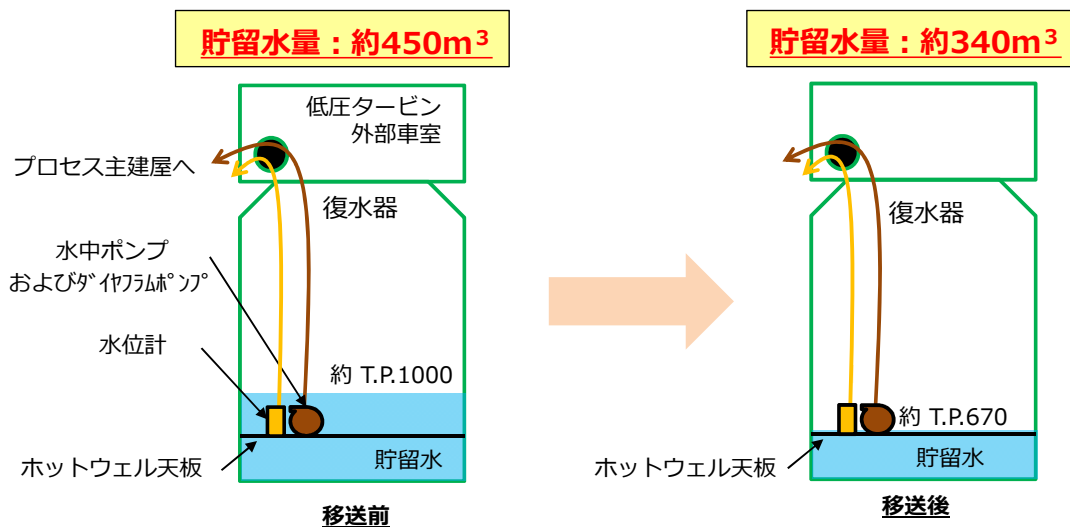 貯留水量：約450m³
低圧タービン
外部車室
プロセス主建屋へ
復水器
水中ポンプ
およびﾀﾞｲﾔﾌﾗﾑﾎﾟﾝﾌﾟ
水位計
約 T.P.1000
ホットウェル天板
貯留水
移送前
貯留水量：約340m³
復水器
約 T.P.670
ホットウェル天板
貯留水
移送後